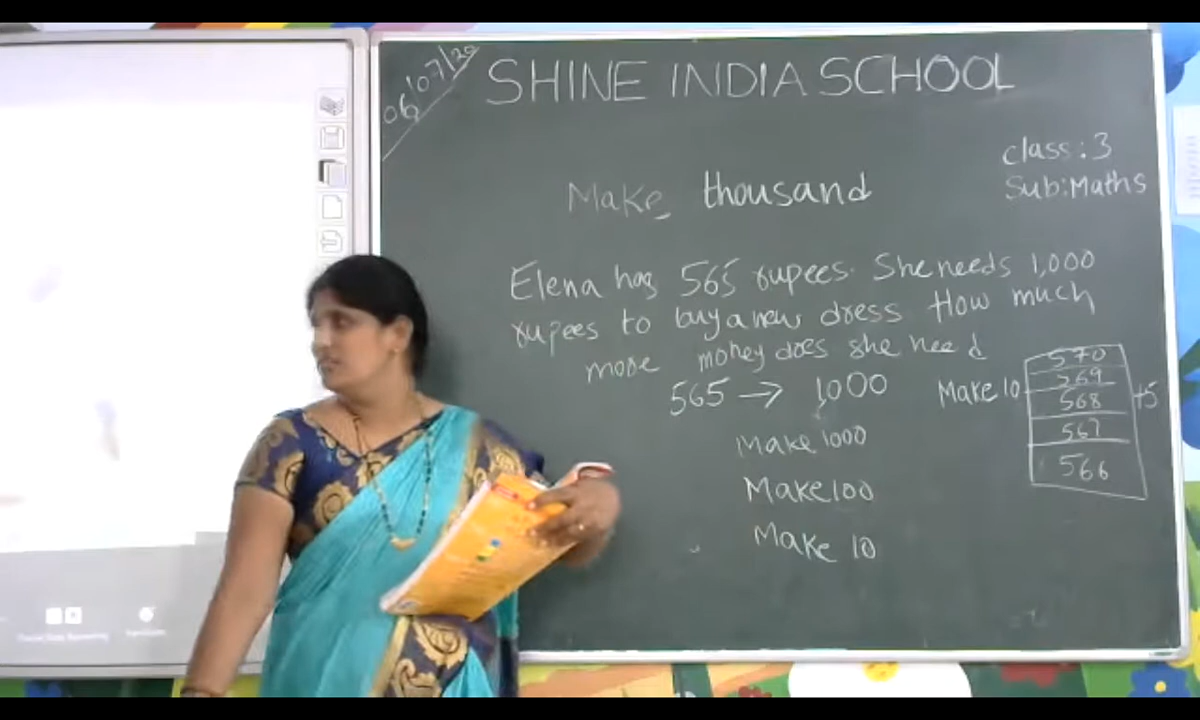 06/07/20
SHINE INDIA SCHOOL
class:3
Sub:Maths
Make thousand
Elena has 565 rupees. She needs 1,000
rupees to buy a new dress How much
more money does she need
565 → 1000
Make 1000
Make 100
Make 10
Make 10
570
569
568
567
566
+5